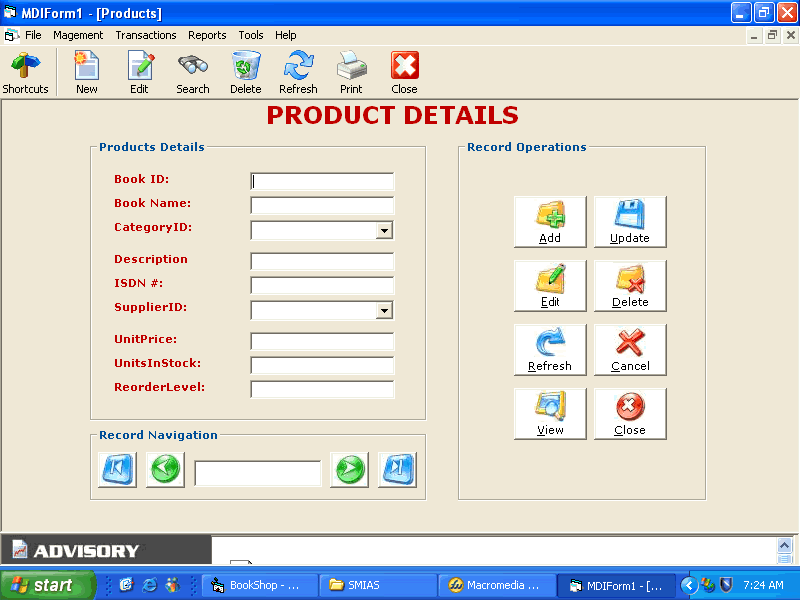 MDIForm1 - [Products]
File Magement Transactions Reports Tools Help
Shortcuts New Edit Search Delete Refresh Print Close
PRODUCT DETAILS
Products Details
Book ID:
Book Name:
CategoryID:
Description
ISDN #:
SupplierID:
UnitPrice:
UnitsInStock:
ReorderLevel:
Record Navigation
Record Operations
Add Update
Edit Delete
Refresh Cancel
View Close
ADVISORY
start BookShop - ... SMIAS Macromedia ... MDIForm1 - [... 7:24 AM